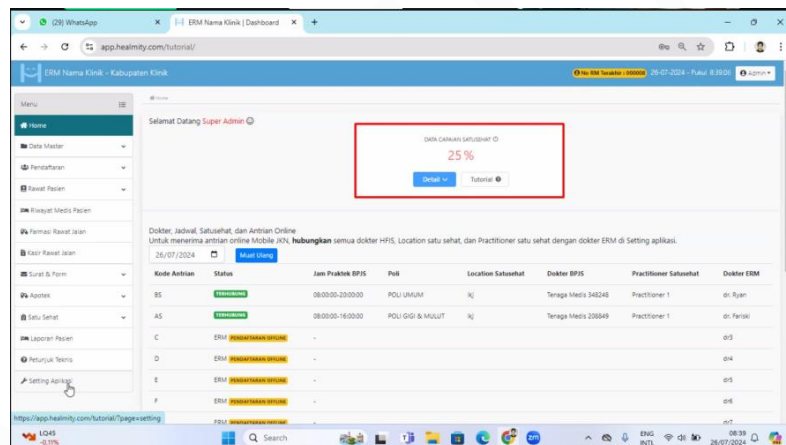 (29) WhatsApp
ERM Nama Klinik | Dashboard
app.healmity.com/tutorial/
ERM Nama Klinik - Kabupaten Klinik
No RM Terakhir : 000008
26-07-2024 - Pukul: 8:39:06
Admin
Menu
Home
Home
Data Master
Pendaftaran
Rawat Pasien
Riwayat Medis Pasien
Farmasi Rawat Jalan
Kasir Rawat Jalan
Surat & Form
Apotek
Satu Sehat
Laporan Pasien
Petunjuk Teknis
Setting Aplikasi
Selamat Datang Super Admin
DATA CAPAIAN SATUSEHAT
25 %
Detail
Tutorial
Dokter, Jadwal, Satusehat, dan Antrian Online
Untuk menerima antrian online Mobile JKN, hubungkan semua dokter HFIS, Location satu sehat, dan Practitioner satu sehat dengan dokter ERM di Setting aplikasi.
26/07/2024 Muat Ulang
Kode Antrian Status Jam Praktek BPJS Poli Location Satusehat Dokter BPJS Practitioner Satusehat Dokter ERM
BS TERHUBUNG 08:00:00-20:00:00 POLI UMUM Tenaga Medis 348246 Practitioner 1 dr. Ryan
AS TERHUBUNG 08:00:00-16:00:00 POLI GIGI & MULUT Tenaga Medis 208849 Practitioner 1 dr. Fariski
C ERM PENDAFTARAN OFFLINE - dr3
D ERM PENDAFTARAN OFFLINE - dr4
E ERM PENDAFTARAN OFFLINE - dr5
F ERM PENDAFTARAN OFFLINE - dr6
ERM PENDAFTARAN OFFLINE dr7
https://app.healmity.com/tutorial/?page=setting
LQ45
-0.11%
Search
ENG
INTL
08:39
26/07/2024